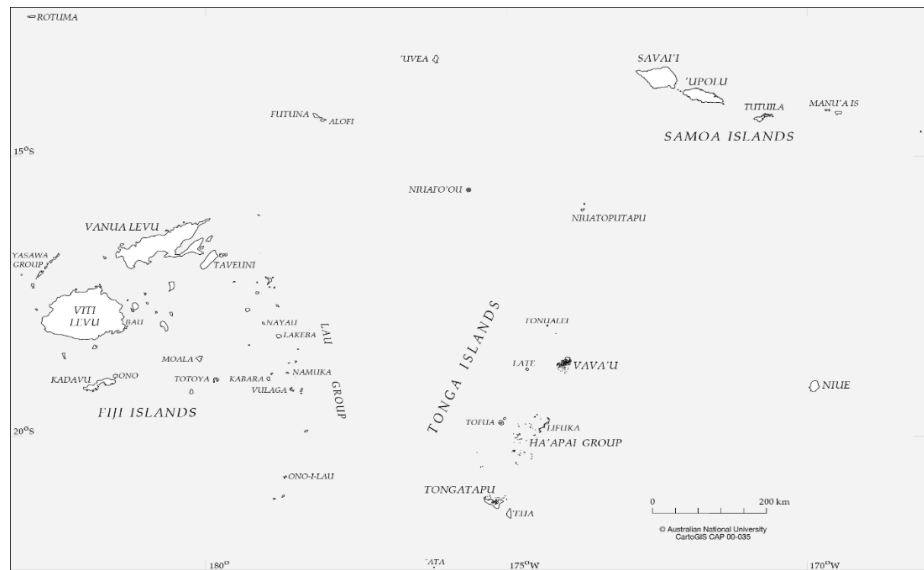 ROTUMA
'UVEA
SAVAI'I
'UPOLU
TUTUILA
MANU'A IS
SAMOA ISLANDS
FUTUNA
ALOFI
15°S
NIUAFO'OU
NIUATOPUTAPU
VANUA LEVU
YASAWA
GROUP
TAVEUNI
VITI
LEVU
BAU
NAYAU
LAKEBA
LAU
GROUP
TONGA ISLANDS
FONUALEI
MOALA
LATE
VAVA'U
KADAVU
ONO
TOTOYA
KABARA
NAMUKA
VULAGA
NIUE
FIJI ISLANDS
TOFUA
LIFUKA
HA'APAI GROUP
20°S
ONO-I-LAU
TONGATAPU
'EUA
0 200 km
© Australian National University
CartoGIS CAP 00-035
'ATA
180°
175°W
170°W